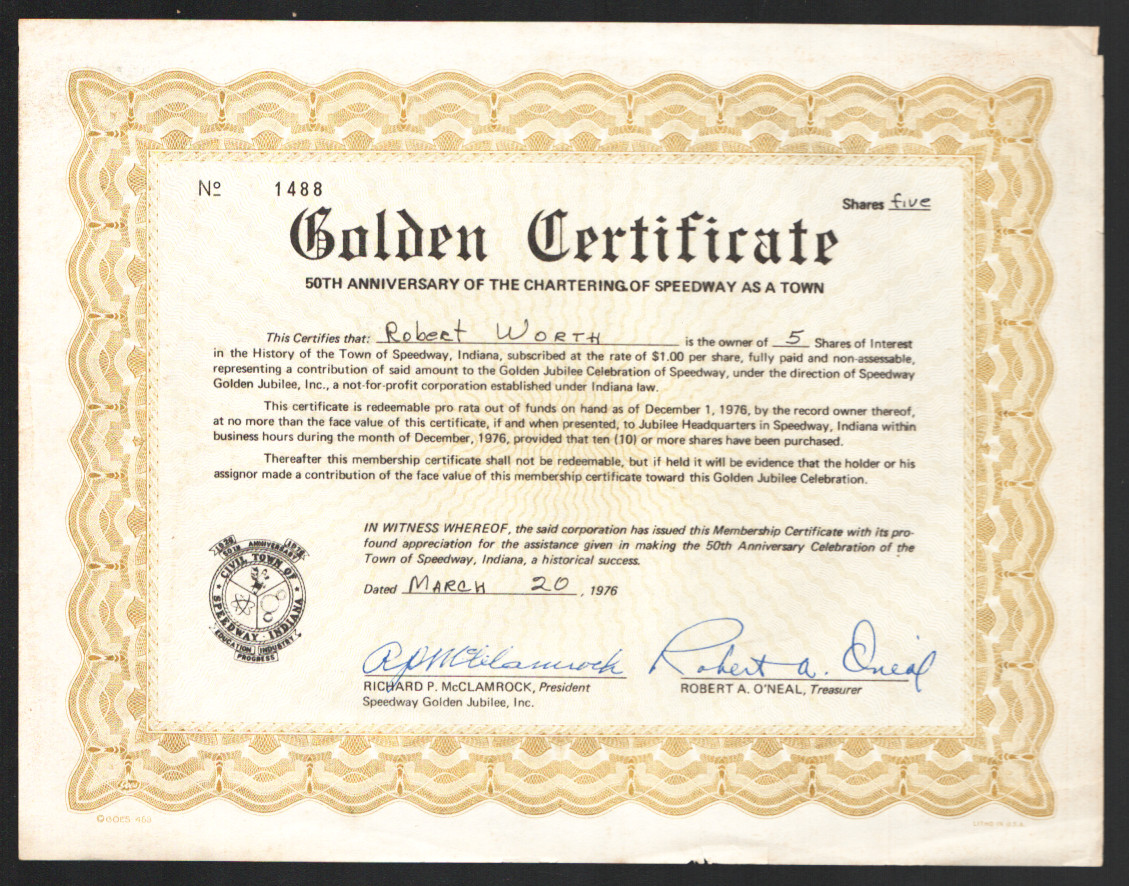 Nº 1488
Shares five
Golden Certificate
50TH ANNIVERSARY OF THE CHARTERING OF SPEEDWAY AS A TOWN
This Certifies that: Robert Worth is the owner of 5 Shares of Interest
in the History of the Town of Speedway, Indiana, subscribed at the rate of $1.00 per share, fully paid and non-assessable,
representing a contribution of said amount to the Golden Jubilee Celebration of Speedway, under the direction of Speedway
Golden Jubilee, Inc., a not-for-profit corporation established under Indiana law.
This certificate is redeemable pro rata out of funds on hand as of December 1, 1976, by the record owner thereof,
at no more than the face value of this certificate, if and when presented, to Jubilee Headquarters in Speedway, Indiana within
business hours during the month of December, 1976, provided that ten (10) or more shares have been purchased.
Thereafter this membership certificate shall not be redeemable, but if held it will be evidence that the holder or his
assignor made a contribution of the face value of this membership certificate toward this Golden Jubilee Celebration.
IN WITNESS WHEREOF, the said corporation has issued this Membership Certificate with its pro-
found appreciation for the assistance given in making the 50th Anniversary Celebration of the
Town of Speedway, Indiana, a historical success.
Dated MARCH 20, 1976
1926 1976
50TH ANNIVERSARY
CIVIL TOWN OF
SPEEDWAY INDIANA
EDUCATION INDUSTRY
PROGRESS
RP McClamrock
Robert A. Oneal
RICHARD P. McCLAMROCK, President
ROBERT A. O'NEAL, Treasurer
Speedway Golden Jubilee, Inc.
©GOES 453
LITHO IN U.S.A.